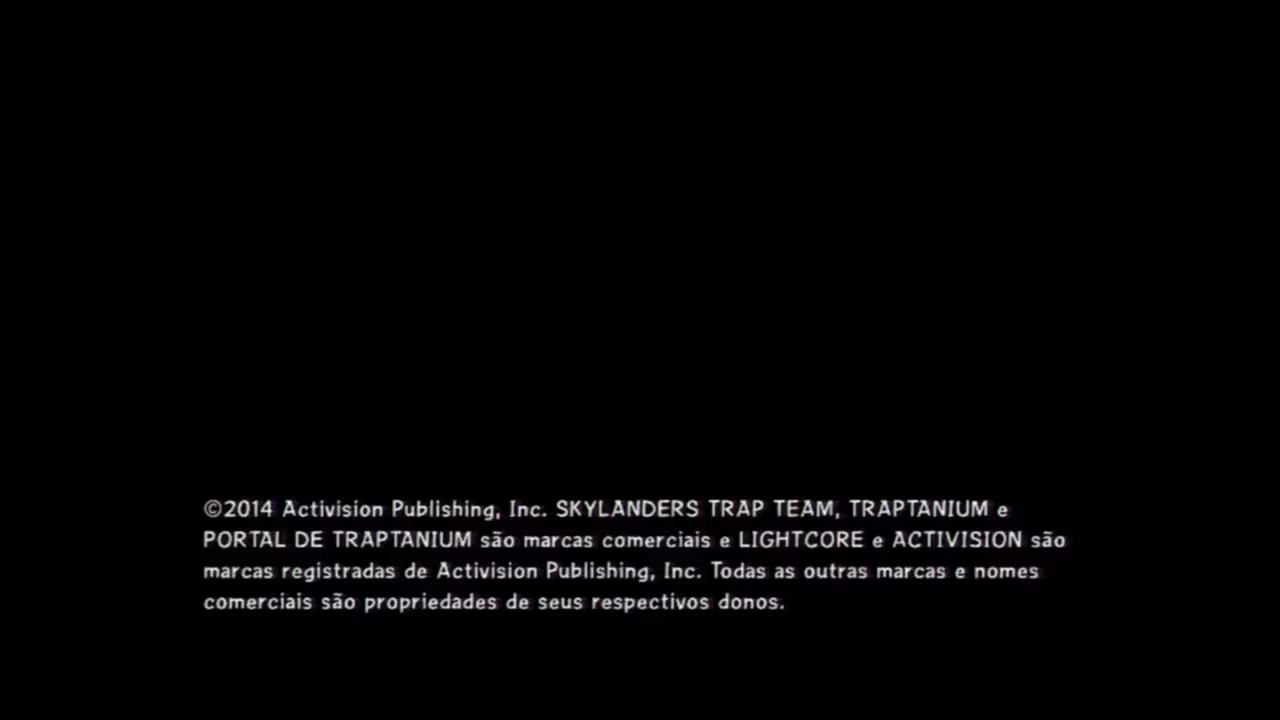 ©2014 Activision Publishing, Inc. SKYLANDERS TRAP TEAM, TRAPTANIUM e
PORTAL DE TRAPTANIUM são marcas comerciais e LIGHTCORE e ACTIVISION são
marcas registradas de Activision Publishing, Inc. Todas as outras marcas e nomes
comerciais são propriedades de seus respectivos donos.